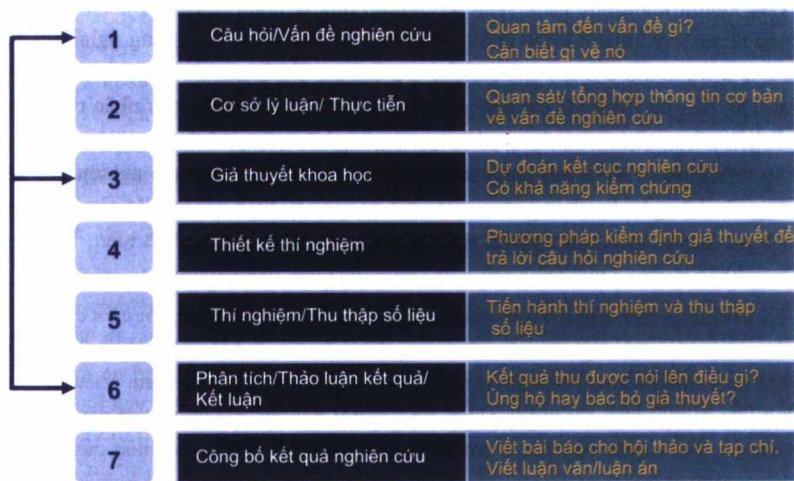 1
Câu hỏi/Vấn đề nghiên cứu
Quan tâm đến vấn đề gì?
Cần biết gì về nó
2
Cơ sở lý luận/ Thực tiễn
Quan sát/ tổng hợp thông tin cơ bản
về vấn đề nghiên cứu
3
Giả thuyết khoa học
Dự đoán kết cục nghiên cứu
Có khả năng kiểm chứng
4
Thiết kế thí nghiệm
Phương pháp kiểm định giả thuyết để
trả lời câu hỏi nghiên cứu
5
Thí nghiệm/Thu thập số liệu
Tiến hành thí nghiệm và thu thập
số liệu
6
Phân tích/Thảo luận kết quả/
Kết luận
Kết quả thu được nói lên điều gì?
Ủng hộ hay bác bỏ giả thuyết?
7
Công bố kết quả nghiên cứu
Viết bài báo cho hội thảo và tạp chí.
Viết luận văn/luận án